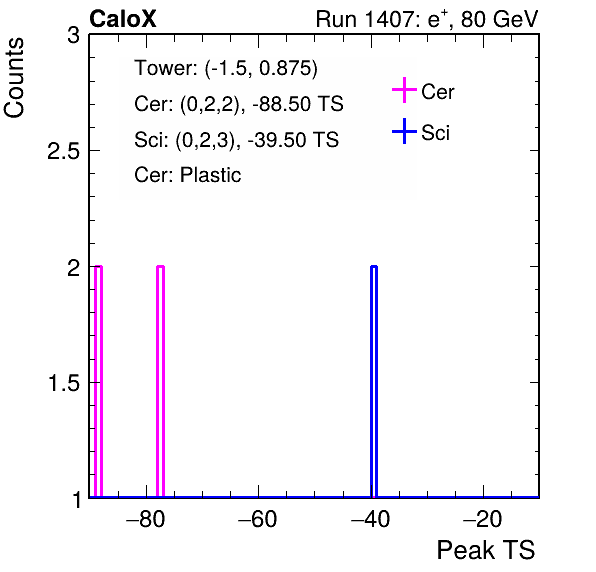 CaloX Run 1407: e⁺, 80 GeV
Counts
3
2.5
2
1.5
1
Tower: (-1.5, 0.875)
Cer: (0,2,2), -88.50 TS
Sci: (0,2,3), -39.50 TS
Cer: Plastic
Cer
Sci
−80 −60 −40 −20
Peak TS